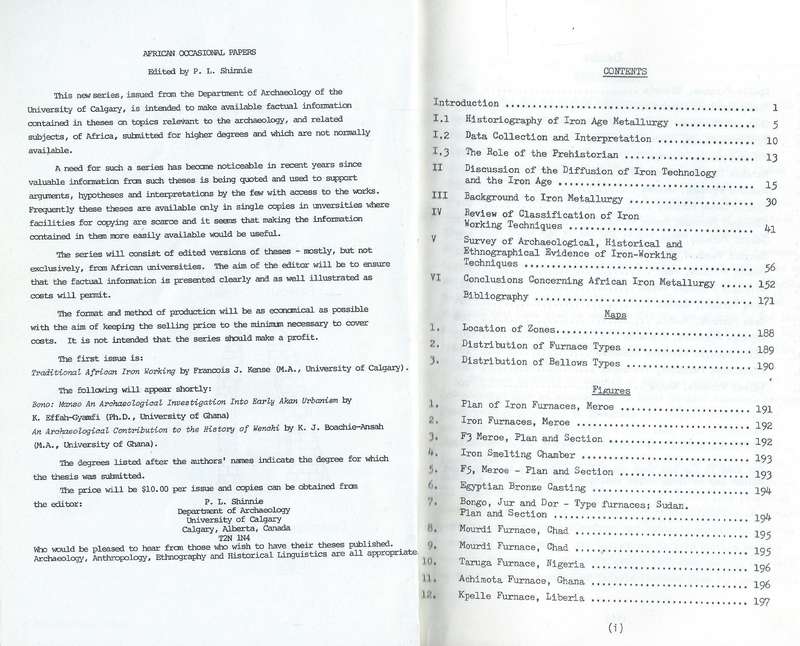 AFRICAN OCCASIONAL PAPERS
Edited by P. L. Shinnie
This new series, issued from the Department of Archaeology of the
University of Calgary, is intended to make available factual information
contained in theses on topics relevant to the archaeology, and related
subjects, of Africa, submitted for higher degrees and which are not normally
available.
A need for such a series has become noticeable in recent years since
valuable information from such theses is being quoted and used to support
arguments, hypotheses and interpretations by the few with access to the works.
Frequently these theses are available only in single copies in unversities where
facilities for copying are scarce and it seems that making the information
contained in them more easily available would be useful.
The series will consist of edited versions of theses - mostly, but not
exclusively, from African universities. The aim of the editor will be to ensure
that the factual information is presented clearly and as well illustrated as
costs will permit.
The format and method of production will be as economical as possible
with the aim of keeping the selling price to the minimum necessary to cover
costs. It is not intended that the series should make a profit.
The first issue is:
Traditional African Iron Working by Francois J. Kense (M.A., University of Calgary).
The following will appear shortly:
Bono: Manso An Archaeological Investigation Into Early Akan Urbanism by
K. Effah-Gyamfi (Ph.D., University of Ghana)
An Archaeological Contribution to the History of Wenchi by K. J. Boachie-Ansah
(M.A., University of Ghana).
The degrees listed after the authors' names indicate the degree for which
the thesis was submitted.
The price will be $10.00 per issue and copies can be obtained from
the editor:
P. L. Shinnie
Department of Archaeology
University of Calgary
Calgary, Alberta, Canada
T2N 1N4
Who would be pleased to hear from those who wish to have their theses published.
Archaeology, Anthropology, Ethnography and Historical Linguistics are all appropriate
CONTENTS
Introduction ........ 1
I.1 Historiography of Iron Age Metallurgy ........ 5
I.2 Data Collection and Interpretation ........ 10
I.3 The Role of the Prehistorian ........ 13
II Discussion of the Diffusion of Iron Technology
and the Iron Age ........ 15
III Background to Iron Metallurgy ........ 30
IV Review of Classification of Iron
Working Techniques ........ 41
V Survey of Archaeological, Historical and
Ethnographical Evidence of Iron-Working
Techniques ........ 56
VI Conclusions Concerning African Iron Metallurgy ...... 152
Bibliography ........ 171
Maps
1. Location of Zones........ 188
2. Distribution of Furnace Types ........ 189
3. Distribution of Bellows Types ........ 190
Figures
1. Plan of Iron Furnaces, Meroe ........ 191
2. Iron Furnaces, Meroe ........ 192
3. F3 Meroe, Plan and Section ........ 192
4. Iron Smelting Chamber ........ 193
5. F5, Meroe - Plan and Section ........ 193
6. Egyptian Bronze Casting ........ 194
7. Bongo, Jur and Dor - Type furnaces; Sudan.
Plan and Section ........ 194
8. Mourdi Furnace, Chad ........ 195
9. Mourdi Furnace, Chad ........ 195
10. Taruga Furnace, Nigeria ........ 196
11. Achimota Furnace, Ghana ........ 196
12. Kpelle Furnace, Liberia ........ 197
(i)